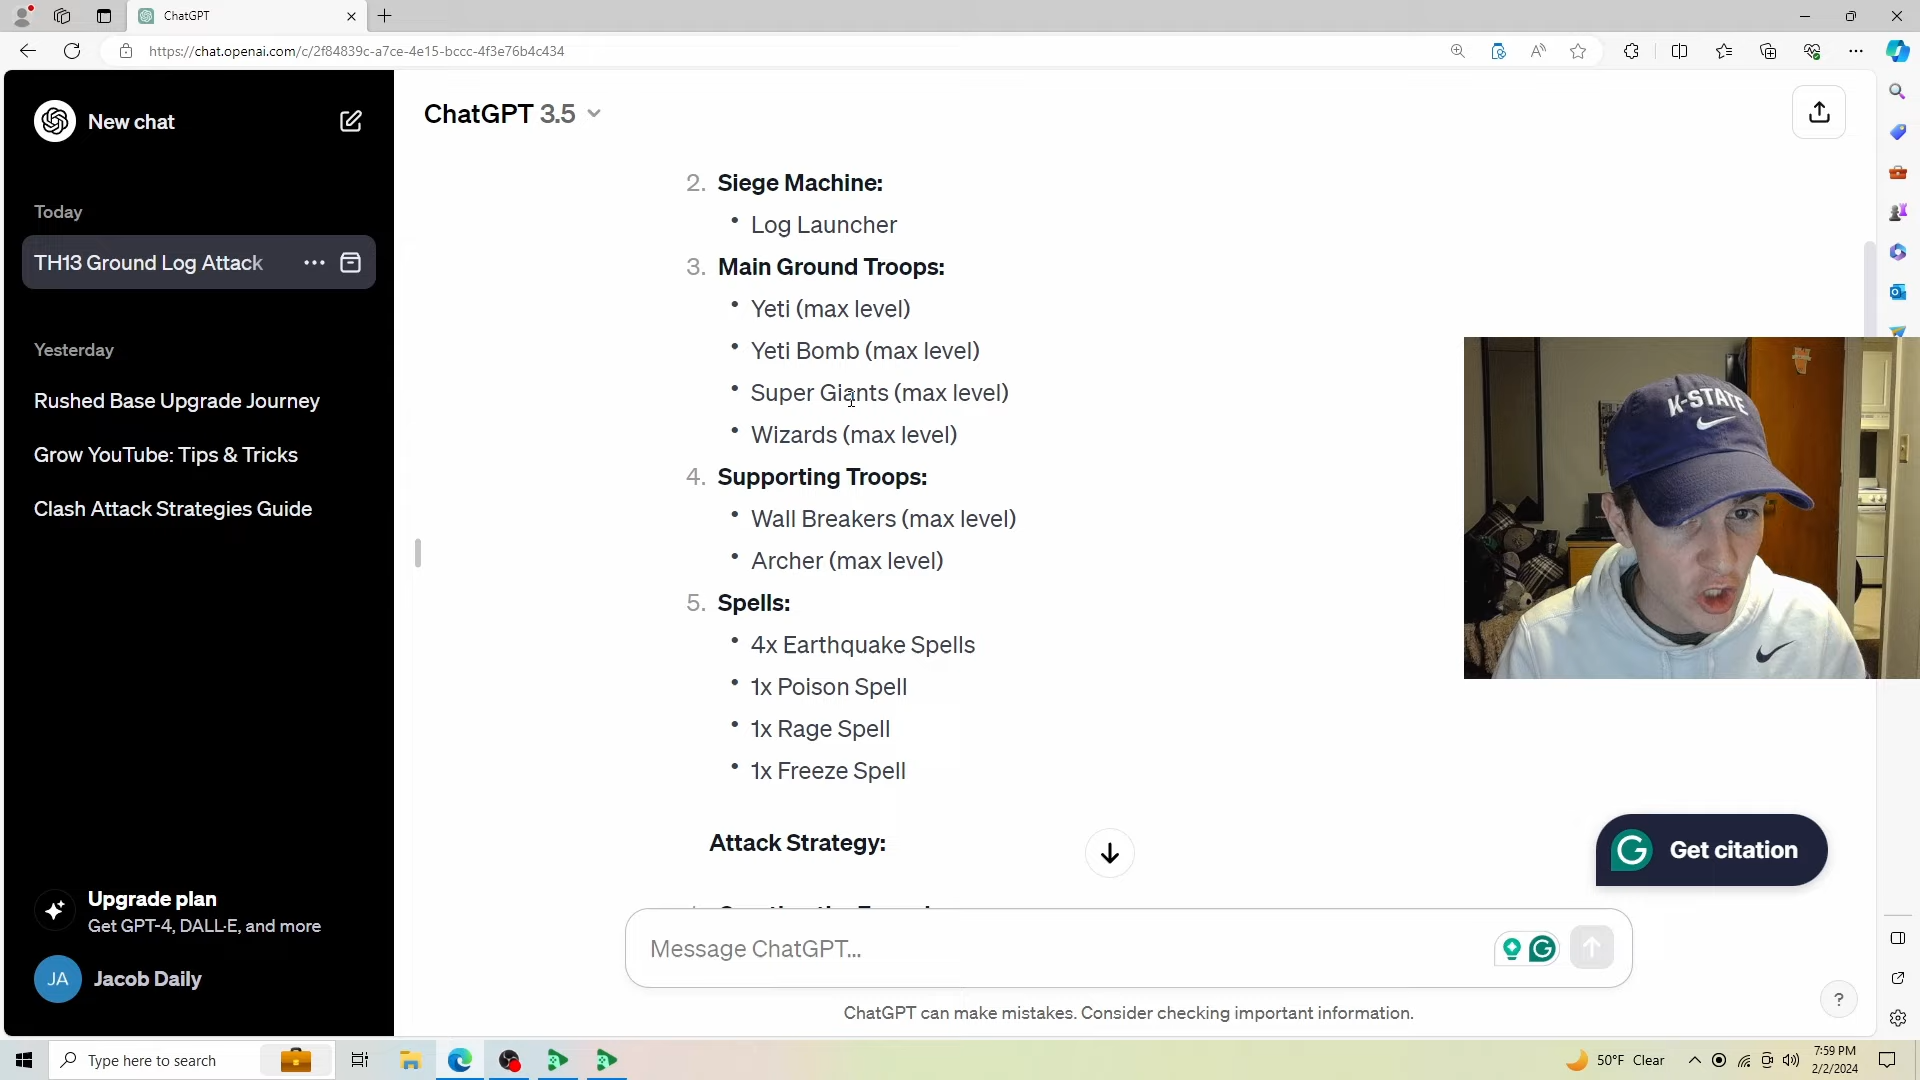 ChatGPT
https://chat.openai.com/c/2f84839c-a7ce-4e15-bccc-4f3e76b4c434
New chat
Today
TH13 Ground Log Attack
Yesterday
Rushed Base Upgrade Journey
Grow YouTube: Tips & Tricks
Clash Attack Strategies Guide
Upgrade plan
Get GPT-4, DALL·E, and more
JA Jacob Daily
ChatGPT 3.5
2. Siege Machine:
• Log Launcher
3. Main Ground Troops:
• Yeti (max level)
• Yeti Bomb (max level)
• Super Giants (max level)
• Wizards (max level)
4. Supporting Troops:
• Wall Breakers (max level)
• Archer (max level)
5. Spells:
• 4x Earthquake Spells
• 1x Poison Spell
• 1x Rage Spell
• 1x Freeze Spell
Attack Strategy:
K-STATE
Get citation
Message ChatGPT...
ChatGPT can make mistakes. Consider checking important information.
?
Type here to search
50°F Clear
7:59 PM
2/2/2024